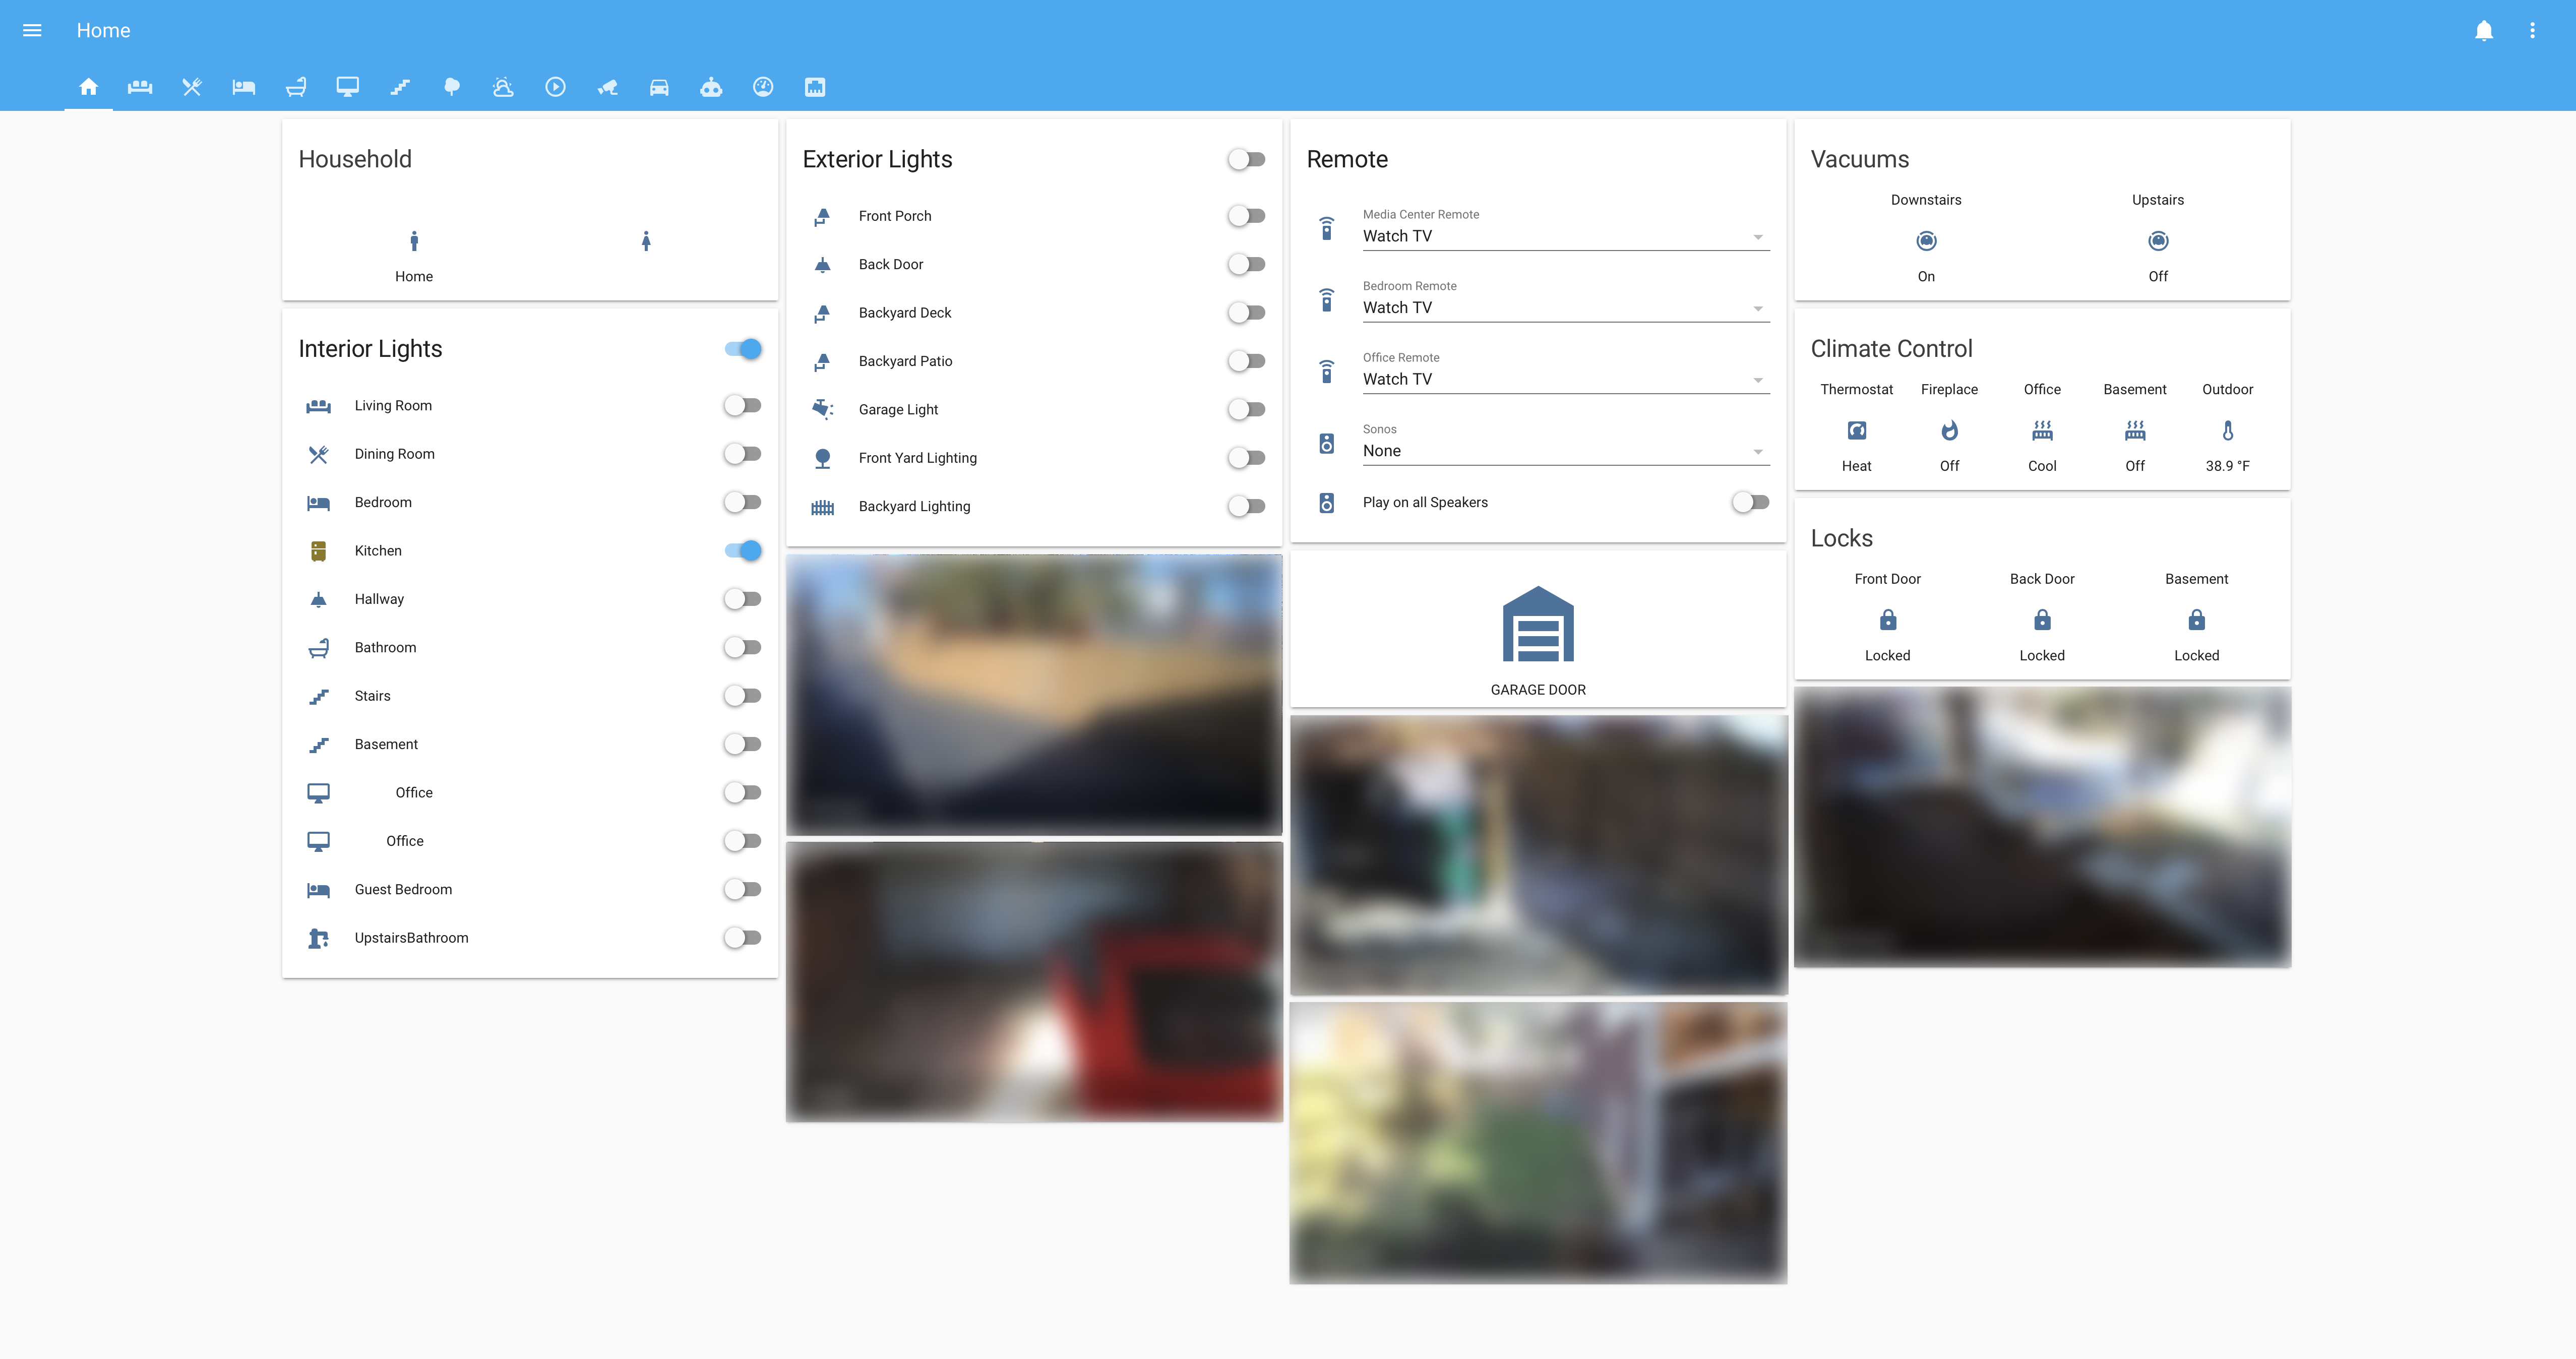 Home
Household
Home
Interior Lights
Living Room
Dining Room
Bedroom
Kitchen
Hallway
Bathroom
Stairs
Basement
Office
Office
Guest Bedroom
UpstairsBathroom
Exterior Lights
Front Porch
Back Door
Backyard Deck
Backyard Patio
Garage Light
Front Yard Lighting
Backyard Lighting
Remote
Media Center Remote
Watch TV
Bedroom Remote
Watch TV
Office Remote
Watch TV
Sonos
None
Play on all Speakers
GARAGE DOOR
Vacuums
Downstairs Upstairs
On Off
Climate Control
Thermostat Fireplace Office Basement Outdoor
Heat Off Cool Off 38.9 °F
Locks
Front Door Back Door Basement
Locked Locked Locked